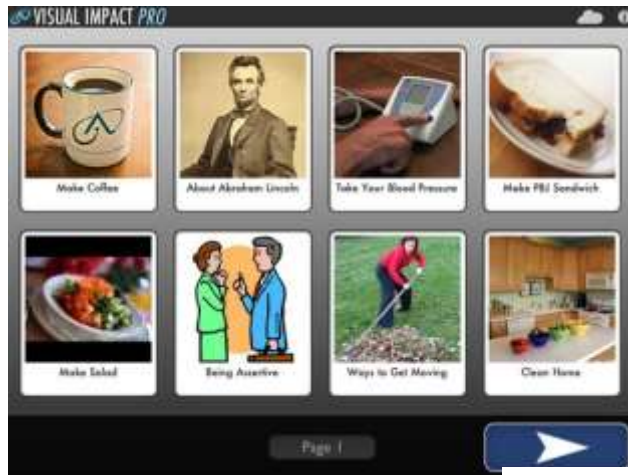 VISUAL IMPACT PRO
Make Coffee
About Abraham Lincoln
Take Your Blood Pressure
Make PBJ Sandwich
Make Salad
Being Assertive
Ways to Get Moving
Clean Home
Page 1